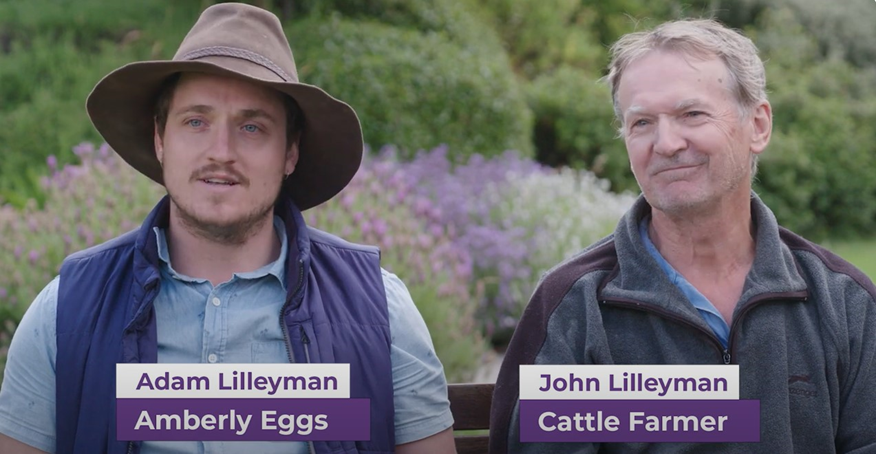 Adam Lilleyman
Amberly Eggs
John Lilleyman
Cattle Farmer